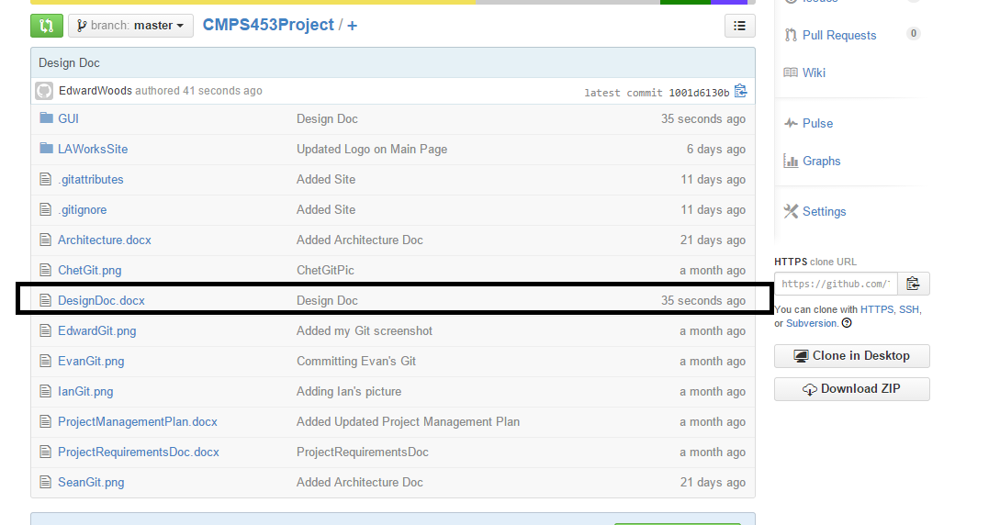 branch: master
CMPS453Project / +
Design Doc
EdwardWoods authored 41 seconds ago
latest commit 1001d6130b
GUI Design Doc 35 seconds ago
LAWorksSite Updated Logo on Main Page 6 days ago
.gitattributes Added Site 11 days ago
.gitignore Added Site 11 days ago
Architecture.docx Added Architecture Doc 21 days ago
ChetGit.png ChetGitPic a month ago
DesignDoc.docx Design Doc 35 seconds ago
EdwardGit.png Added my Git screenshot a month ago
EvanGit.png Committing Evan's Git a month ago
IanGit.png Adding Ian's picture a month ago
ProjectManagementPlan.docx Added Updated Project Management Plan a month ago
ProjectRequirementsDoc.docx ProjectRequirementsDoc a month ago
SeanGit.png Added Architecture Doc 21 days ago
Issues
Pull Requests 0
Wiki
Pulse
Graphs
Settings
HTTPS clone URL
https://github.com/
You can clone with HTTPS, SSH,
or Subversion.
Clone in Desktop
Download ZIP